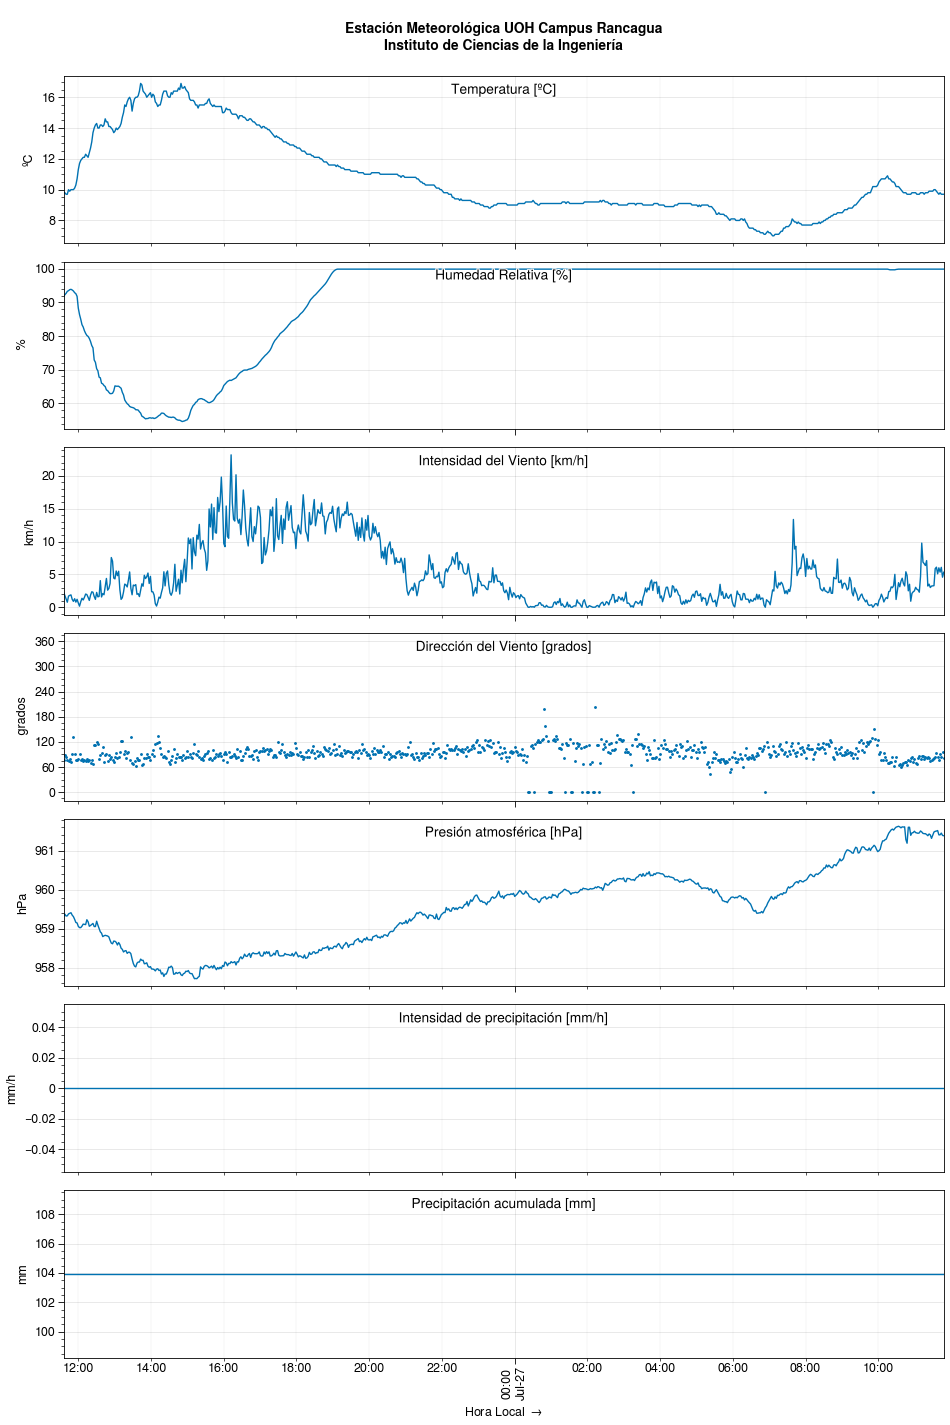 Estación Meteorológica UOH Campus Rancagua
Instituto de Ciencias de la Ingeniería
Temperatura [ºC]
ºC
16
14
12
10
8
Humedad Relativa [%]
%
100
90
80
70
60
Intensidad del Viento [km/h]
km/h
20
15
10
5
0
Dirección del Viento [grados]
grados
360
300
240
180
120
60
0
Presión atmosférica [hPa]
hPa
961
960
959
958
Intensidad de precipitación [mm/h]
mm/h
0.04
0.02
0
−0.02
−0.04
Precipitación acumulada [mm]
mm
108
106
104
102
100
12:00 14:00 16:00 18:00 20:00 22:00 00:00 02:00 04:00 06:00 08:00 10:00
Jul-27
Hora Local →